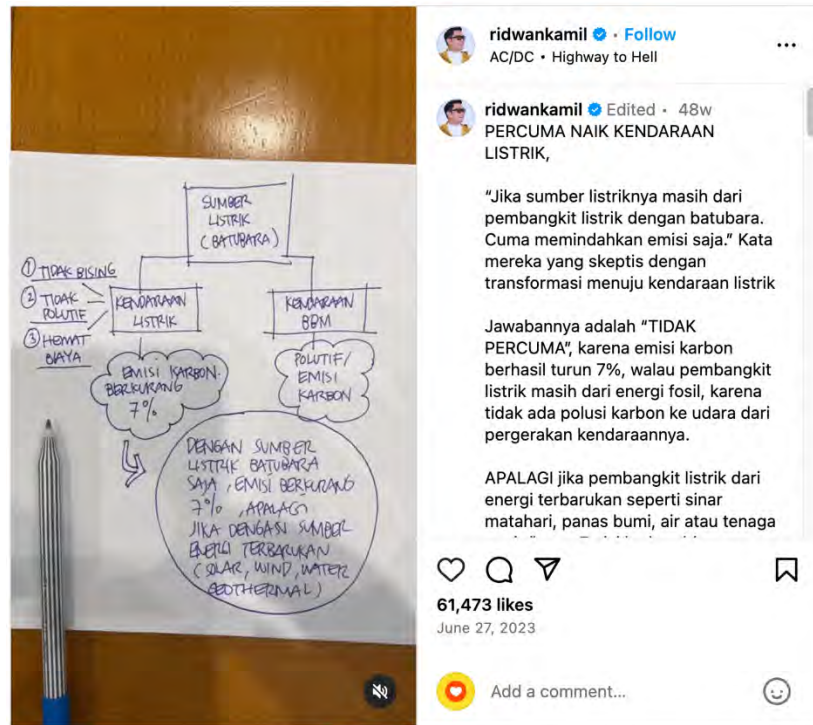 SUMBER
LISTRIK
(BATUBARA)
① TIDAK BISING
② TIDAK
POLUTIF
③ HEMAT
BIAYA
KENDARAAN
LISTRIK
KENDARAAN
BBM
EMISI KARBON
BERKURANG
7%
POLUTIF/
EMISI
KARBON
DENGAN SUMBER
LISTRIK BATUBARA
SAJA, EMISI BERKURANG
7%, APALAGI
JIKA DENGAN SUMBER
ENERGI TERBARUKAN
(SOLAR, WIND, WATER
GEOTHERMAL)
ridwankamil · Follow
AC/DC • Highway to Hell
ridwankamil Edited · 48w
PERCUMA NAIK KENDARAAN
LISTRIK,
“Jika sumber listriknya masih dari
pembangkit listrik dengan batubara.
Cuma memindahkan emisi saja.” Kata
mereka yang skeptis dengan
transformasi menuju kendaraan listrik
Jawabannya adalah “TIDAK
PERCUMA”, karena emisi karbon
berhasil turun 7%, walau pembangkit
listrik masih dari energi fosil, karena
tidak ada polusi karbon ke udara dari
pergerakan kendaraannya.
APALAGI jika pembangkit listrik dari
energi terbarukan seperti sinar
matahari, panas bumi, air atau tenaga
61,473 likes
June 27, 2023
Add a comment...